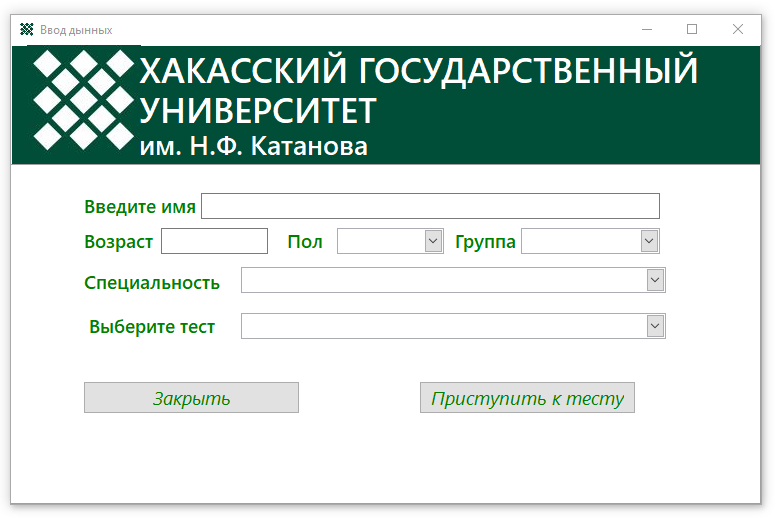 Ввод дынных
ХАКАССКИЙ ГОСУДАРСТВЕННЫЙ
УНИВЕРСИТЕТ
им. Н.Ф. Катанова
Введите имя
Возраст Пол Группа
Специальность
Выберите тест
Закрыть Приступить к тесту